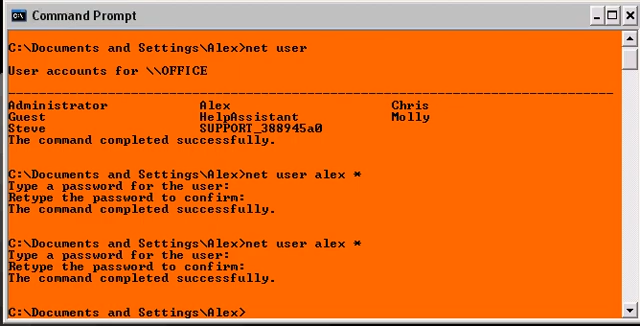 Command Prompt
C:\Documents and Settings\Alex>net user
User accounts for \\OFFICE
-------------------------------------------------------------------------------
Administrator Alex Chris
Guest HelpAssistant Molly
Steve SUPPORT_388945a0
The command completed successfully.
C:\Documents and Settings\Alex>net user alex *
Type a password for the user:
Retype the password to confirm:
The command completed successfully.
C:\Documents and Settings\Alex>net user alex *
Type a password for the user:
Retype the password to confirm:
The command completed successfully.
C:\Documents and Settings\Alex>